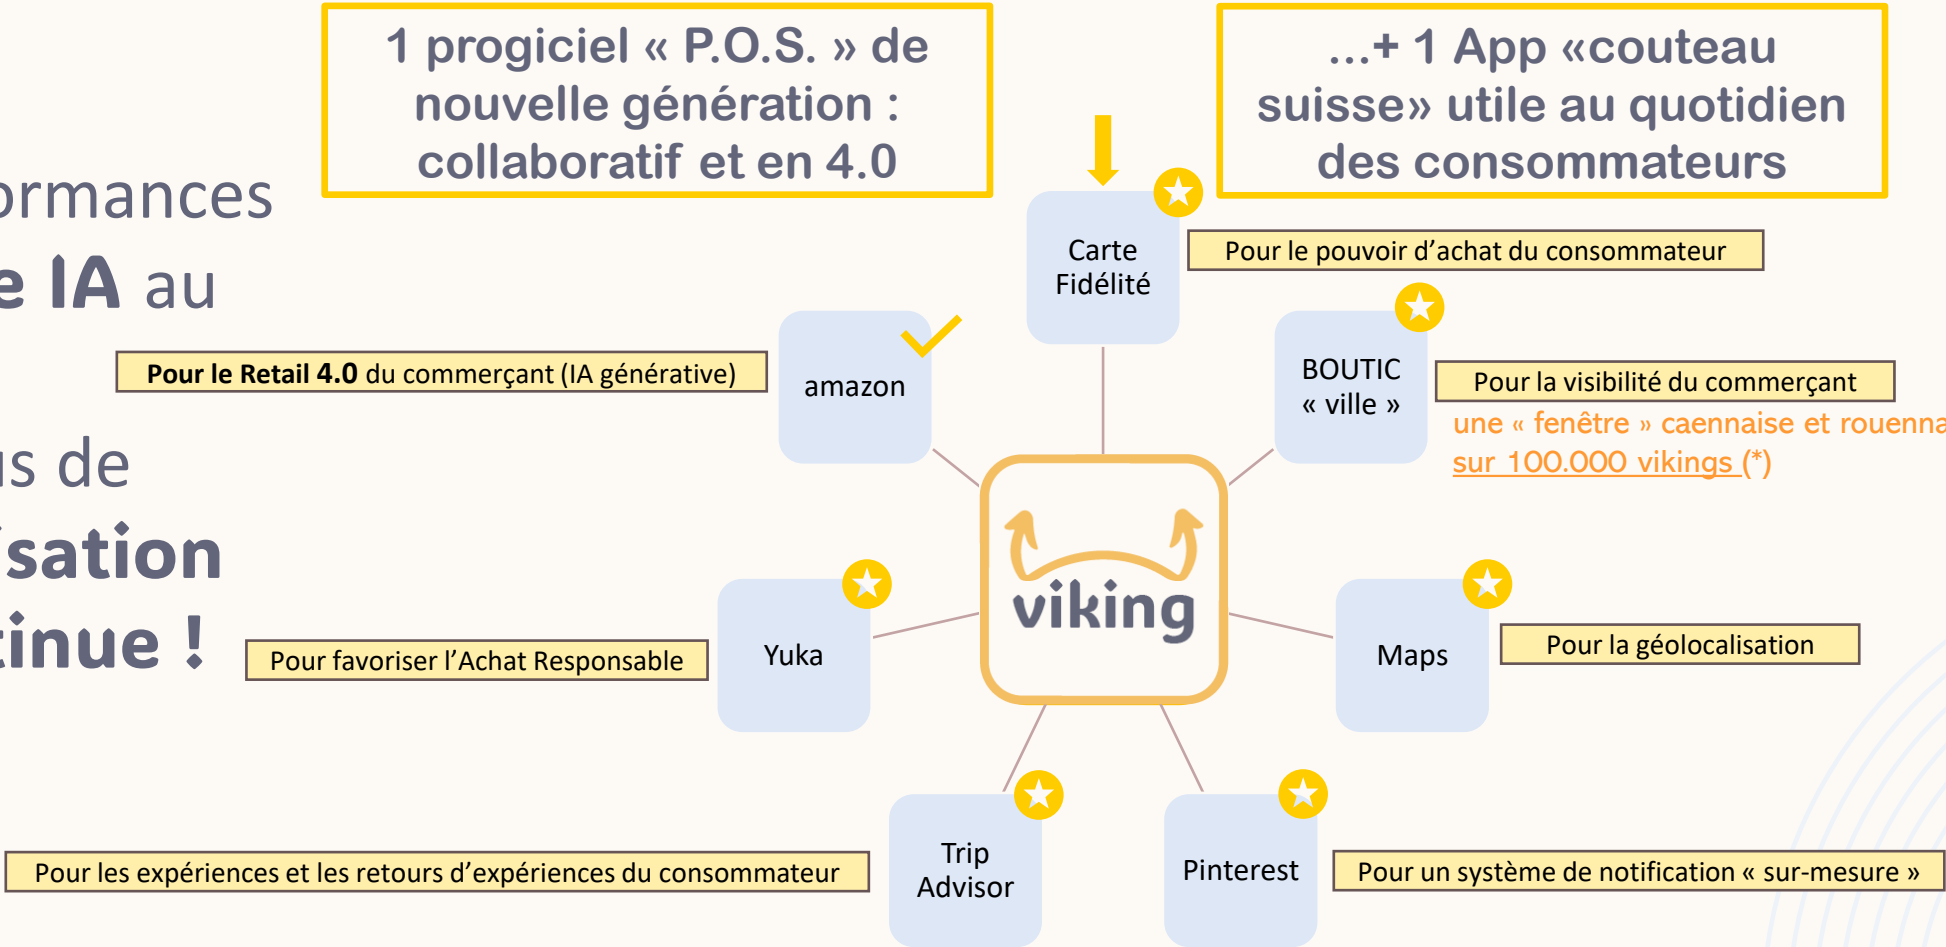 1 progiciel « P.O.S. » de
nouvelle génération :
collaboratif et en 4.0
...+ 1 App «couteau
suisse» utile au quotidien
des consommateurs
ormances
e IA au
us de
isation
tinue !
Carte
Fidélité
Pour le pouvoir d’achat du consommateur
Pour le Retail 4.0 du commerçant (IA générative)
amazon
BOUTIC
« ville »
Pour la visibilité du commerçant
une « fenêtre » caennaise et rouenna
sur 100.000 vikings (*)
viking
Pour favoriser l’Achat Responsable
Yuka
Maps
Pour la géolocalisation
Pour les expériences et les retours d’expériences du consommateur
Trip
Advisor
Pinterest
Pour un système de notification « sur-mesure »